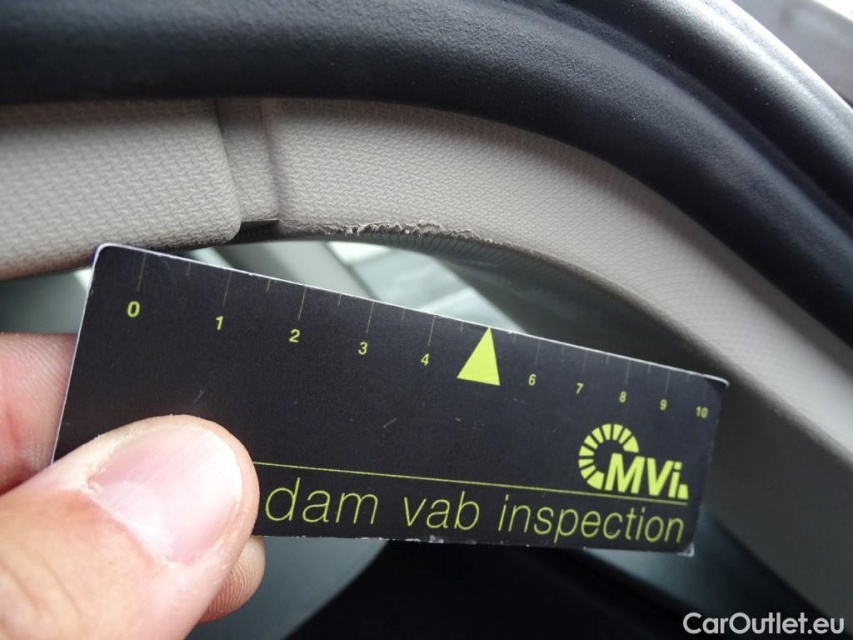 0 1 2 3 4 6 7 8 9 10
MVi.
dam vab inspection
CarOutlet.eu